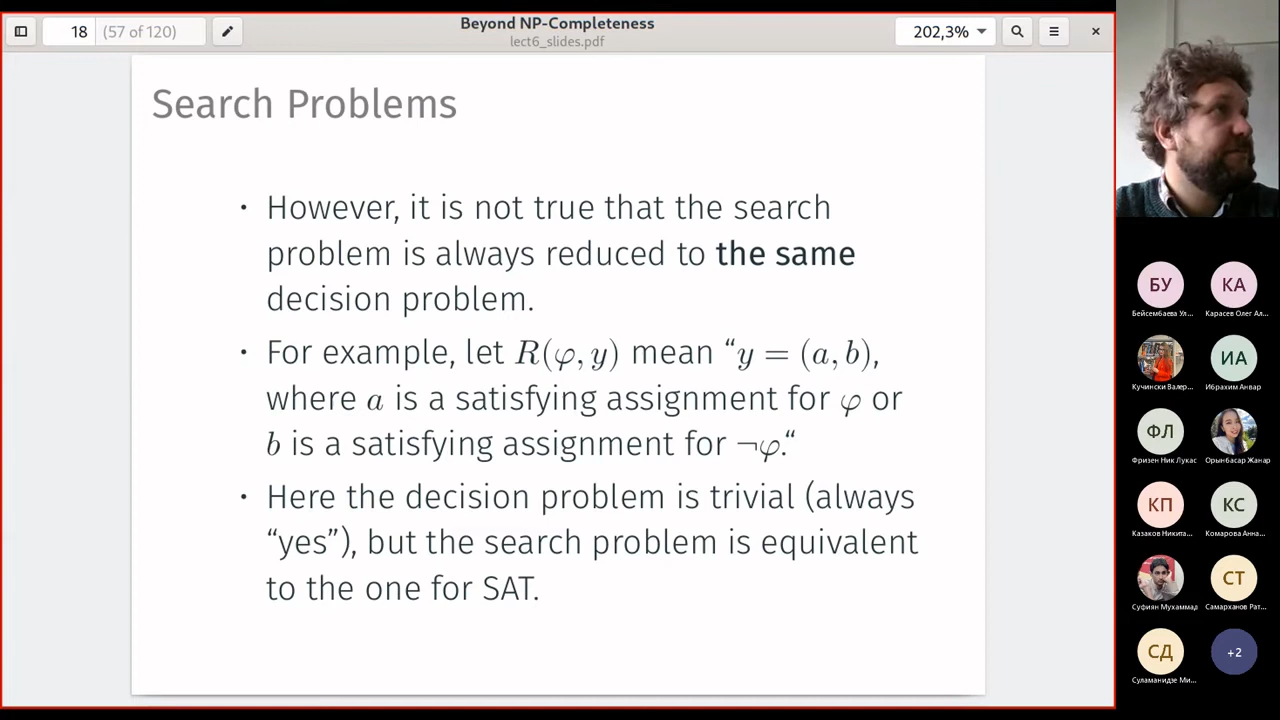 Beyond NP-Completeness
lect6_slides.pdf
18 (57 of 120)
202,3%
Search Problems
• However, it is not true that the search
problem is always reduced to the same
decision problem.
• For example, let R(φ, y) mean “y = (a, b),
where a is a satisfying assignment for φ or
b is a satisfying assignment for ¬φ.“
• Here the decision problem is trivial (always
“yes”), but the search problem is equivalent
to the one for SAT.
БУ КА
Бейсембаева Ул... Карасев Олег Ал...
ИА
Кучински Валер... Ибрахим Анвар
ФЛ
Фризен Ник Лукас Орынбасар Жанар
КП КС
Казаков Никита... Комарова Анна...
СТ
Суфиян Мухаммад Самарханов Рат...
СД +2
Суламанидзе Ми...